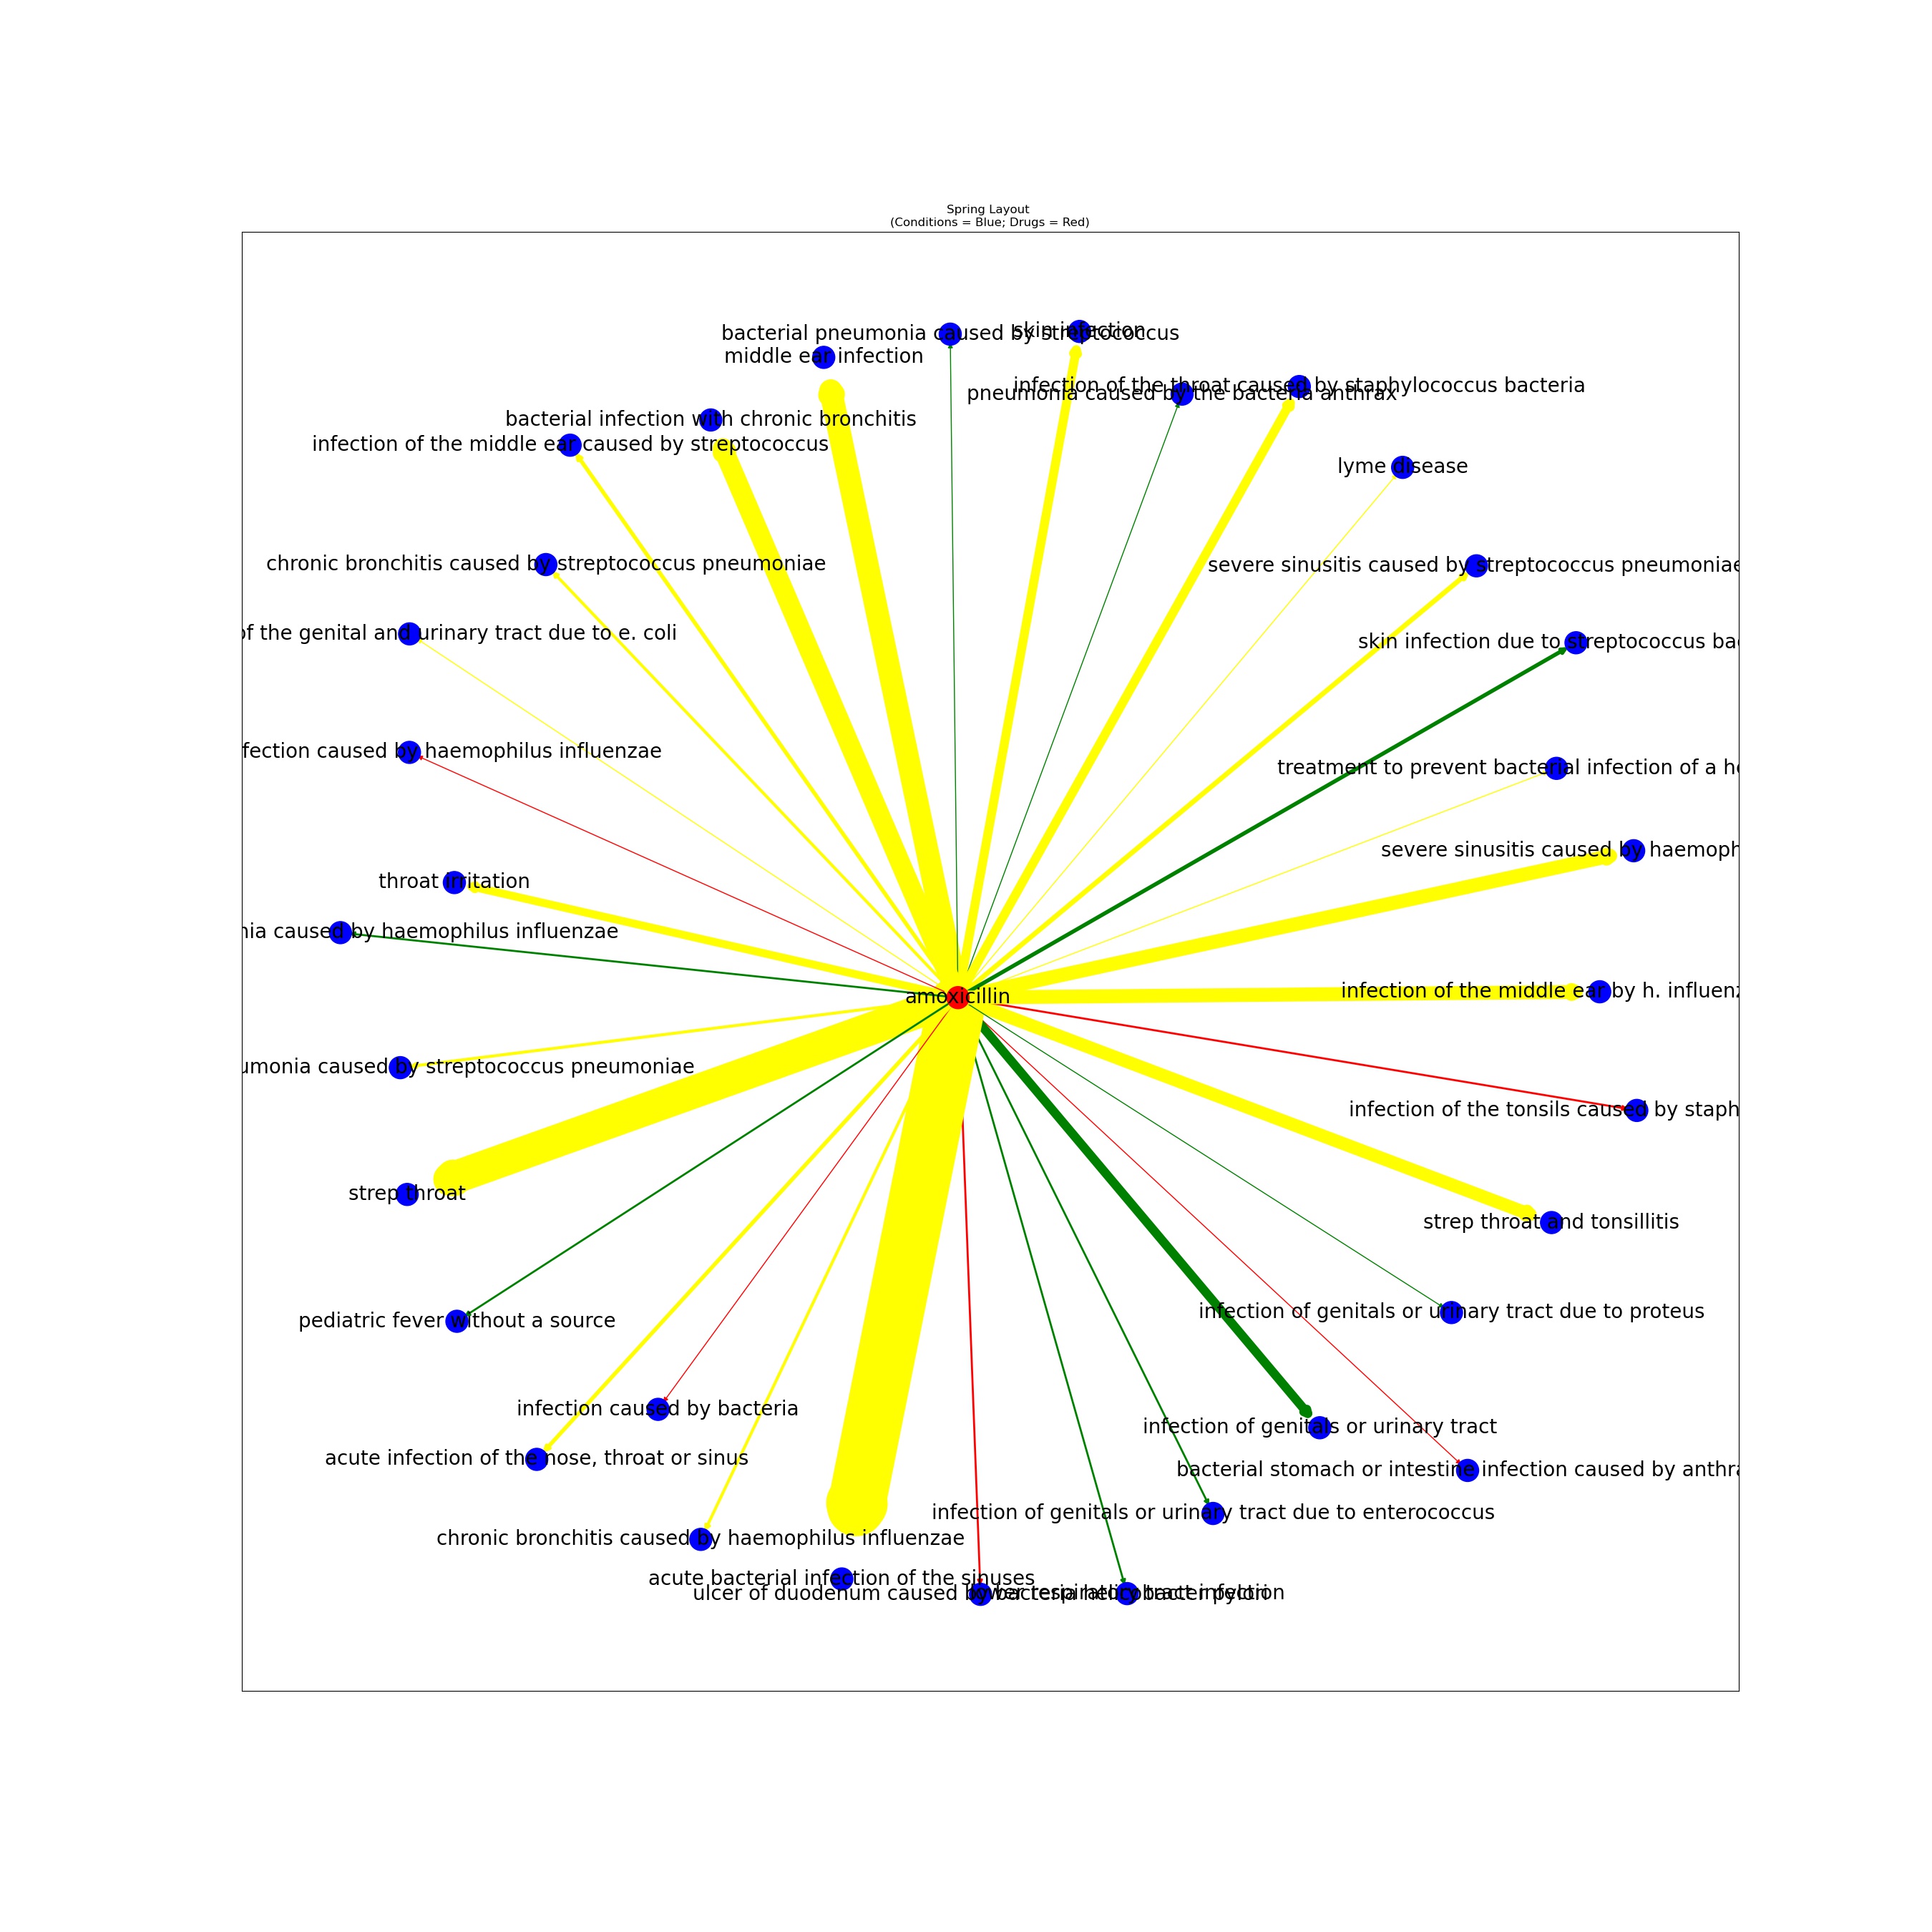 Spring Layout
(Conditions = Blue; Drugs = Red)
skin infection
bacterial pneumonia caused by streptococcus
middle ear infection
infection of the throat caused by staphylococcus bacteria
pneumonia caused by the bacteria anthrax
bacterial infection with chronic bronchitis
infection of the middle ear caused by streptococcus
lyme disease
chronic bronchitis caused by streptococcus pneumoniae
severe sinusitis caused by streptococcus pneumoniae
of the genital and urinary tract due to e. coli
skin infection due to streptococcus
caused by haemophilus influenzae
treatment to prevent bacterial infection of a
severe sinusitis caused by
throat irritation
caused by haemophilus influenzae
infection of the middle ear by h.
amoxicillin
caused by streptococcus pneumoniae
infection of the tonsils caused by
strep throat
strep throat and tonsillitis
infection of genitals or urinary tract due to proteus
pediatric fever without a source
infection caused by bacteria
infection of genitals or urinary tract
acute infection of the nose, throat or sinus
bacterial stomach or intestine infection caused by
infection of genitals or urinary tract due to enterococcus
chronic bronchitis caused by haemophilus influenzae
acute bacterial infection of the sinuses
ulcer of duodenum caused by bacteria helicobacter pylori
lower respiratory tract infection